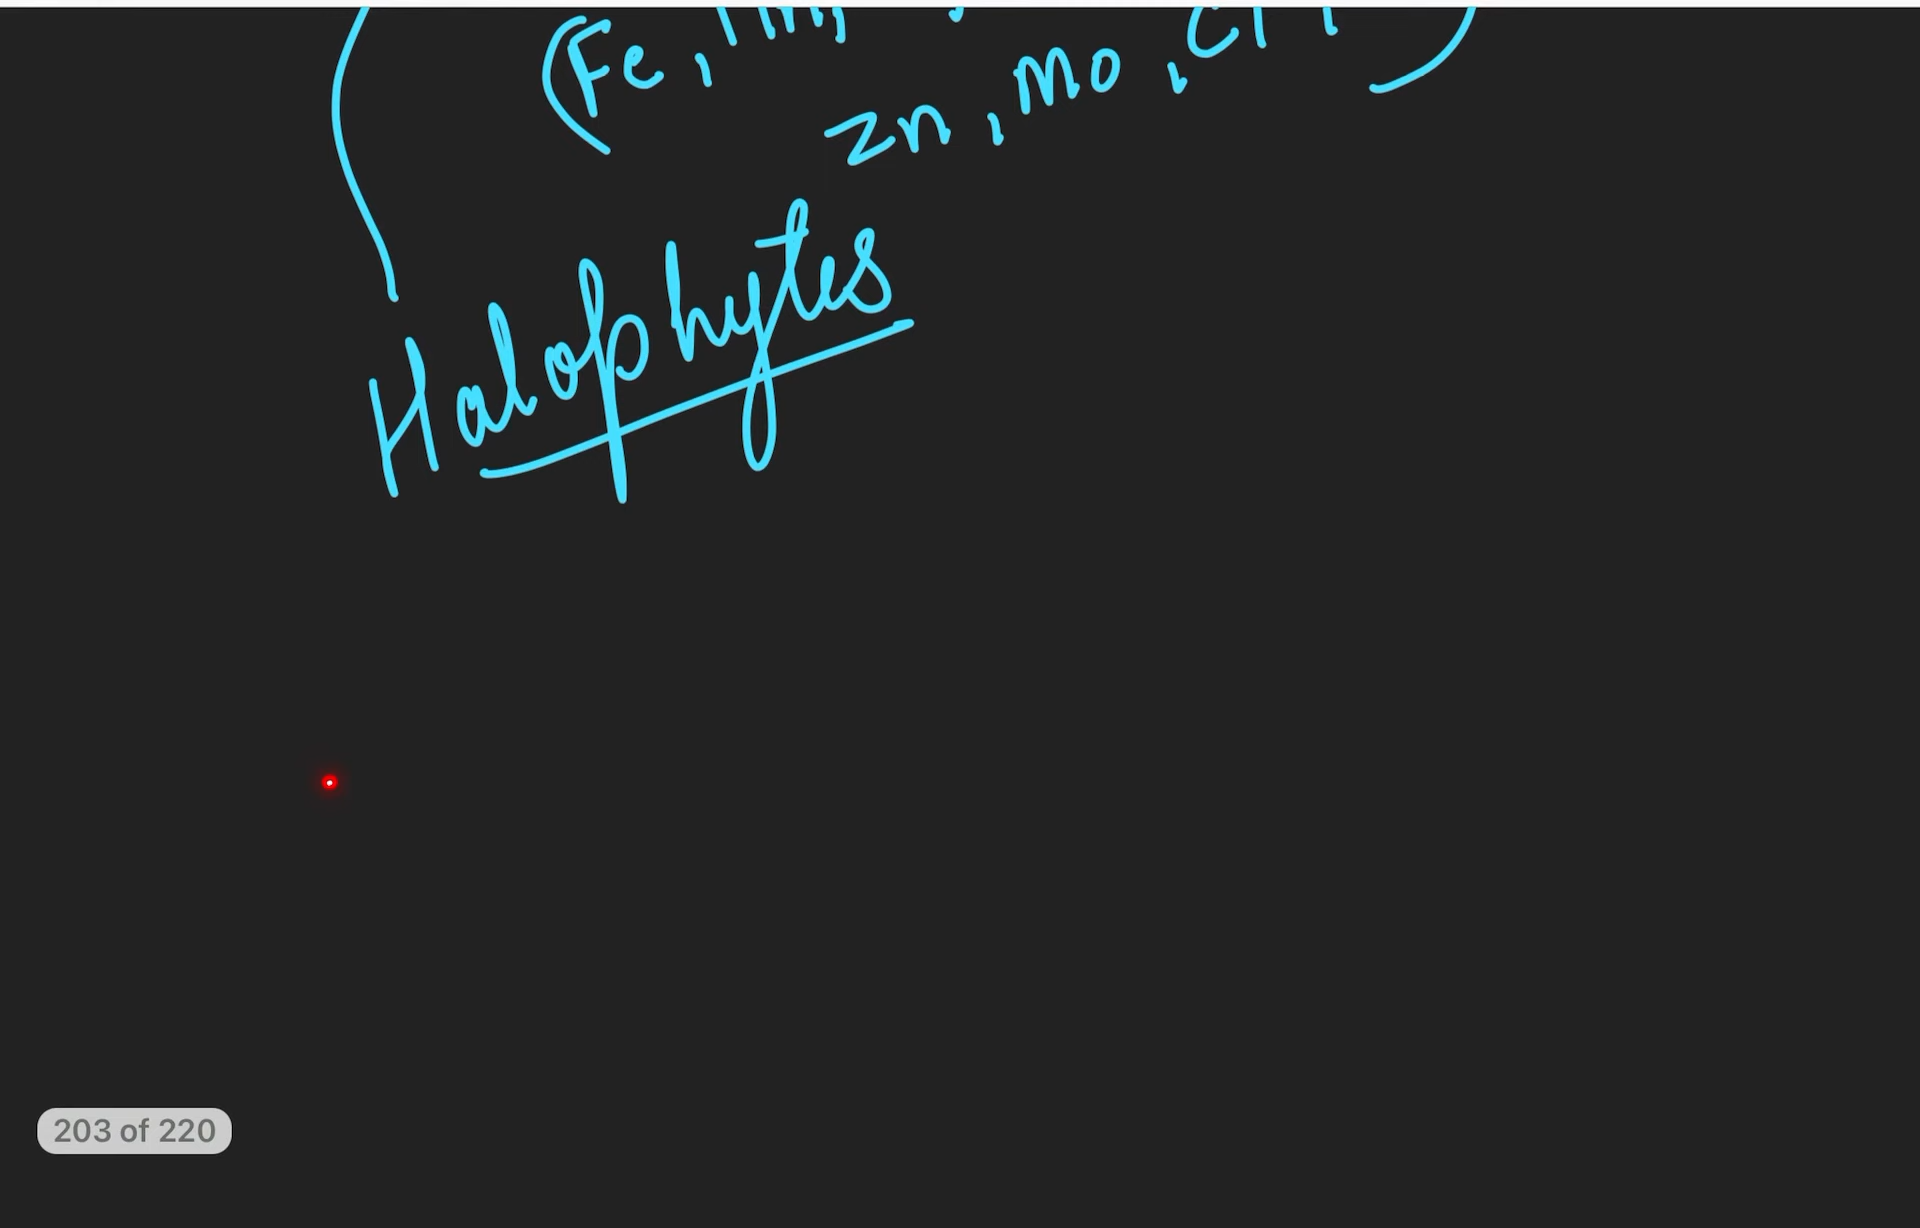 (Fe,
Zn, Mo,
Halophytes
203 of 220